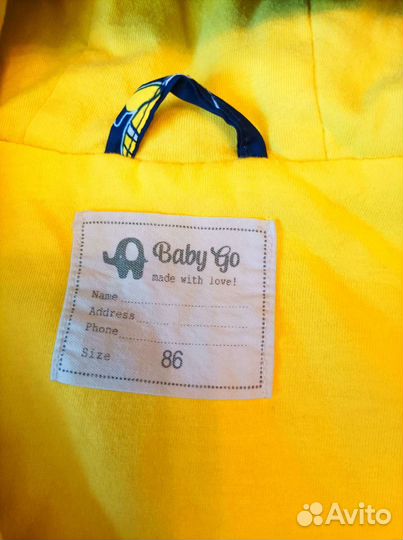 Baby Go
made with love!
Name
Address
Phone
Size 86
Avito